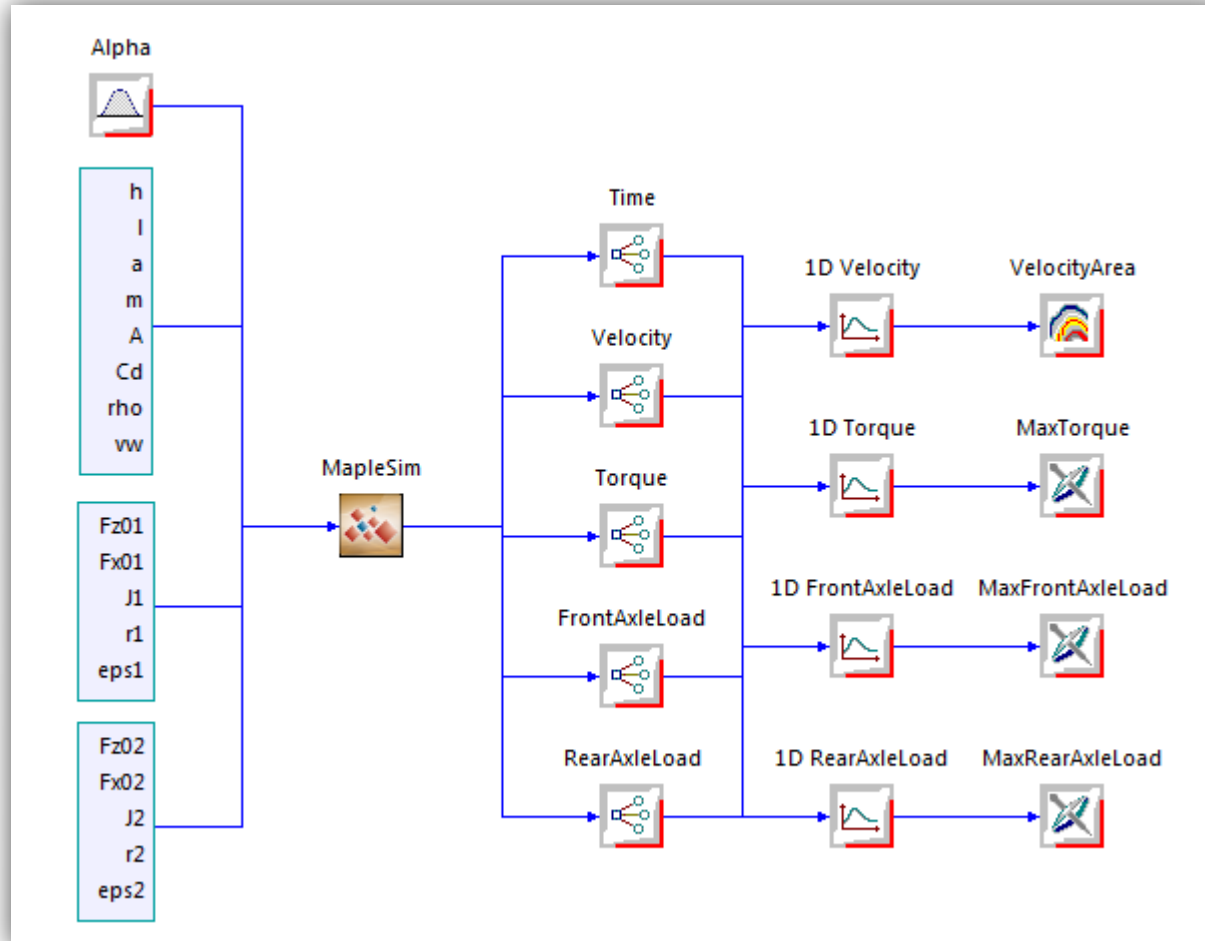 Alpha
h
l
a
m
A
Cd
rho
vw
Fz01
Fx01
J1
r1
eps1
Fz02
Fx02
J2
r2
eps2
MapleSim
Time
Velocity
Torque
FrontAxleLoad
RearAxleLoad
1D Velocity
VelocityArea
1D Torque
MaxTorque
1D FrontAxleLoad
MaxFrontAxleLoad
1D RearAxleLoad
MaxRearAxleLoad